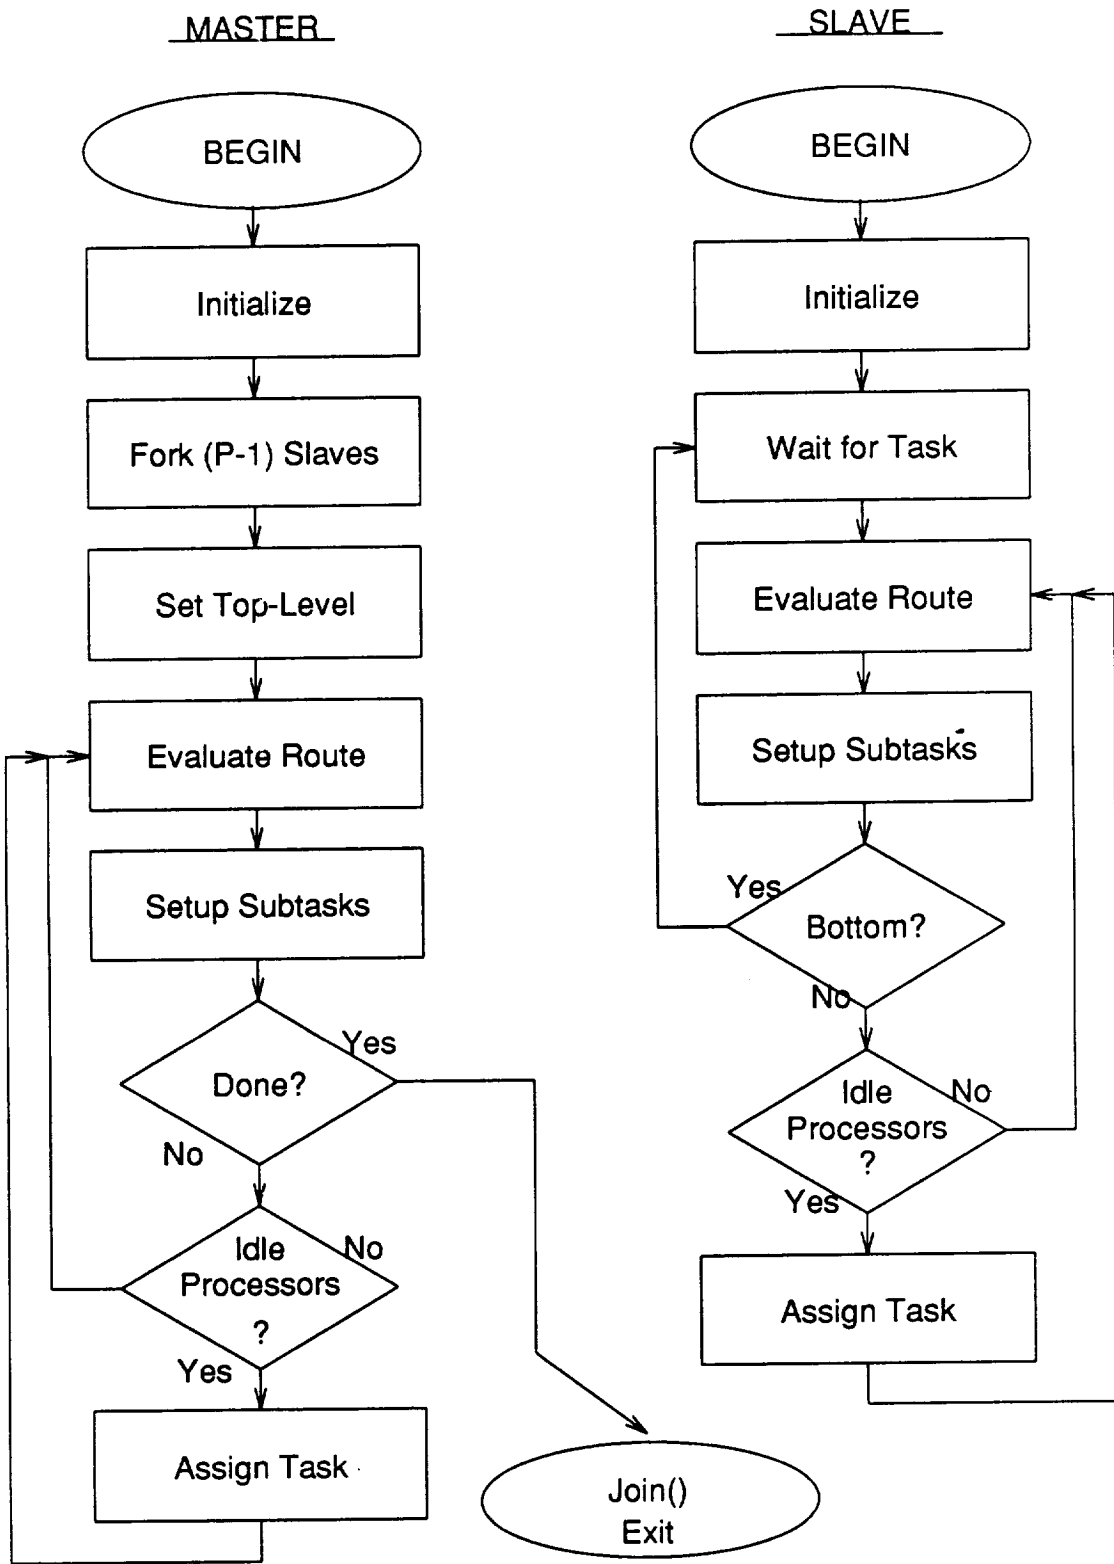 MASTER
BEGIN
Initialize
Fork (P-1) Slaves
Set Top-Level
Evaluate Route
Setup Subtasks
Done?
Yes
No
Idle
Processors
?
No
Yes
Assign Task
Join()
Exit
SLAVE
BEGIN
Initialize
Wait for Task
Evaluate Route
Setup Subtasks
Yes
Bottom?
No
Idle
Processors
?
No
Yes
Assign Task